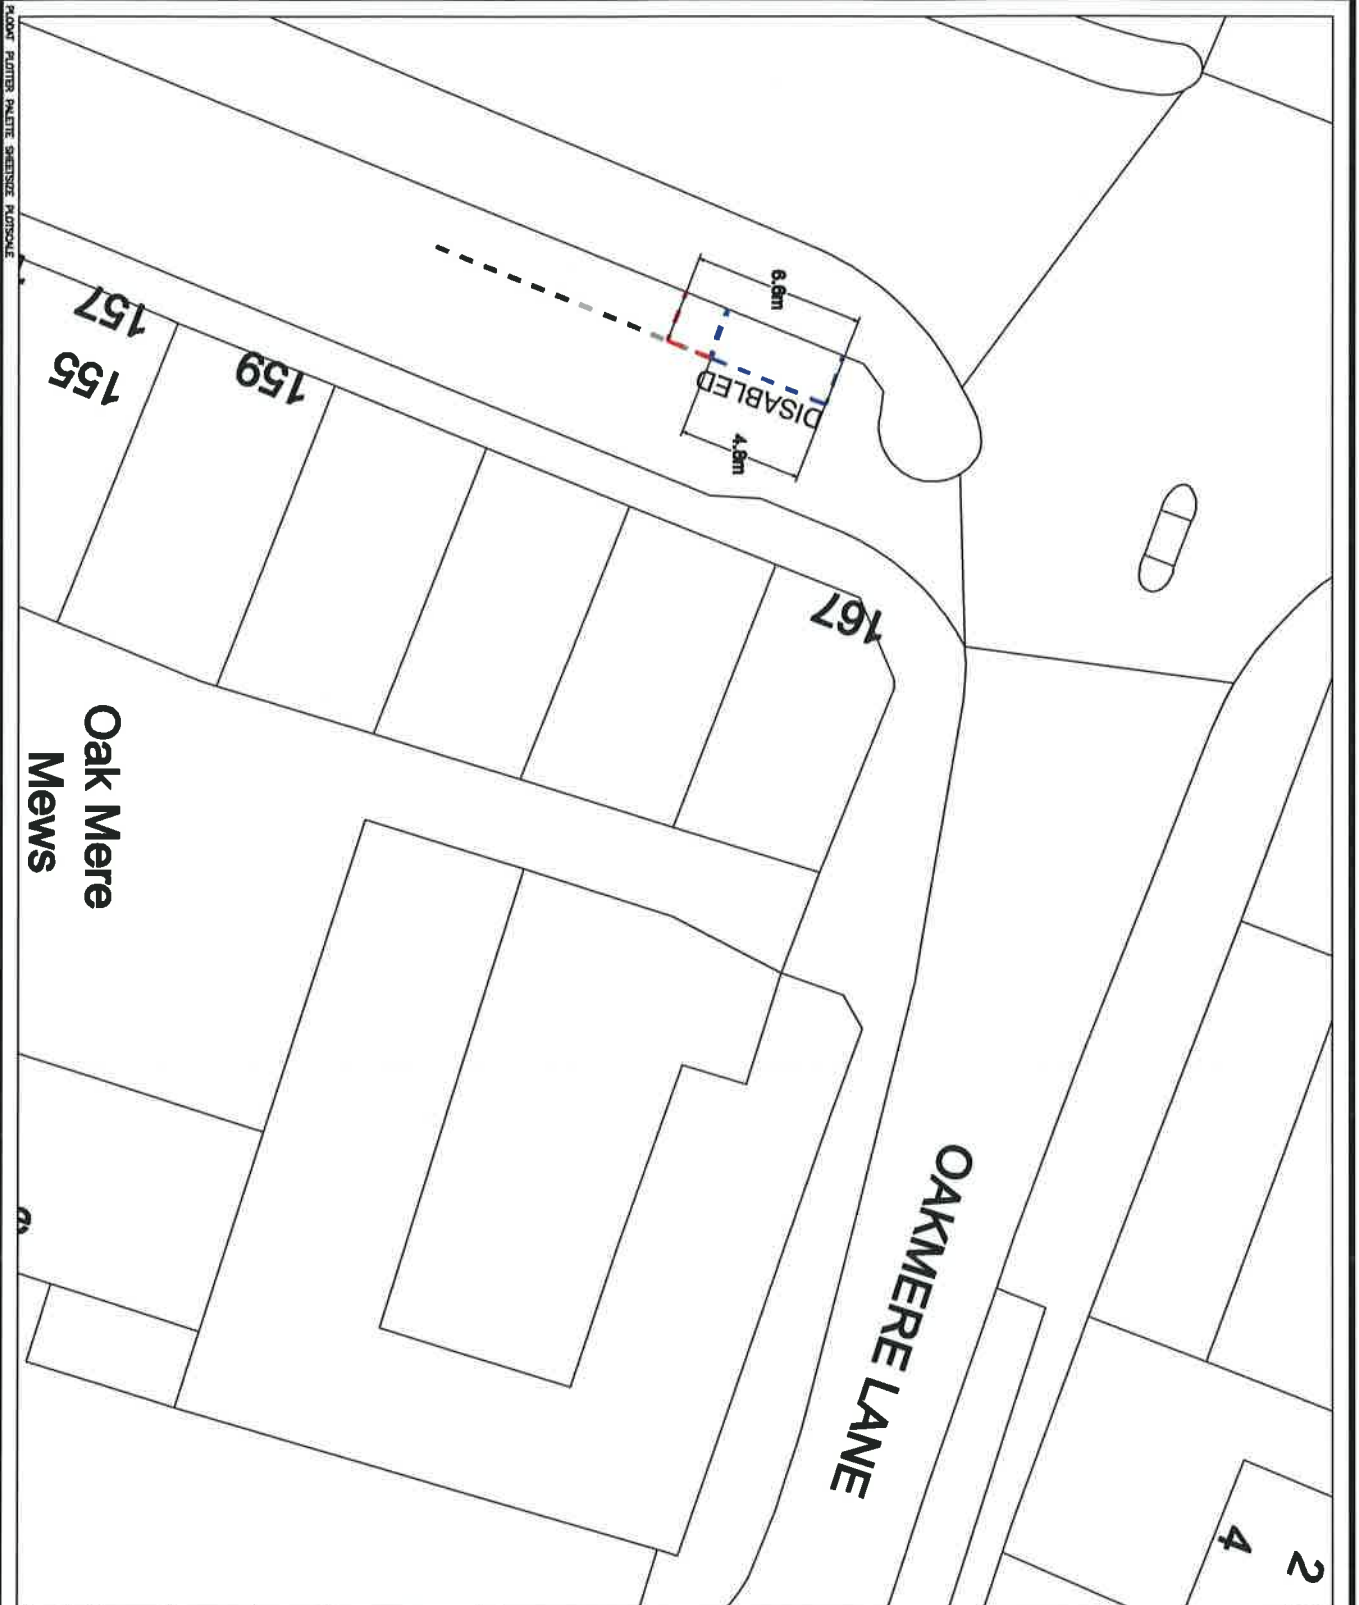 PLODAT PLOTTER PALETTE SHEETSIZE PLOTSCALE
6.6m
DISABLED
4.8m
157
155
159
167
Oak Mere
Mews
OAKMERE LANE
4
2